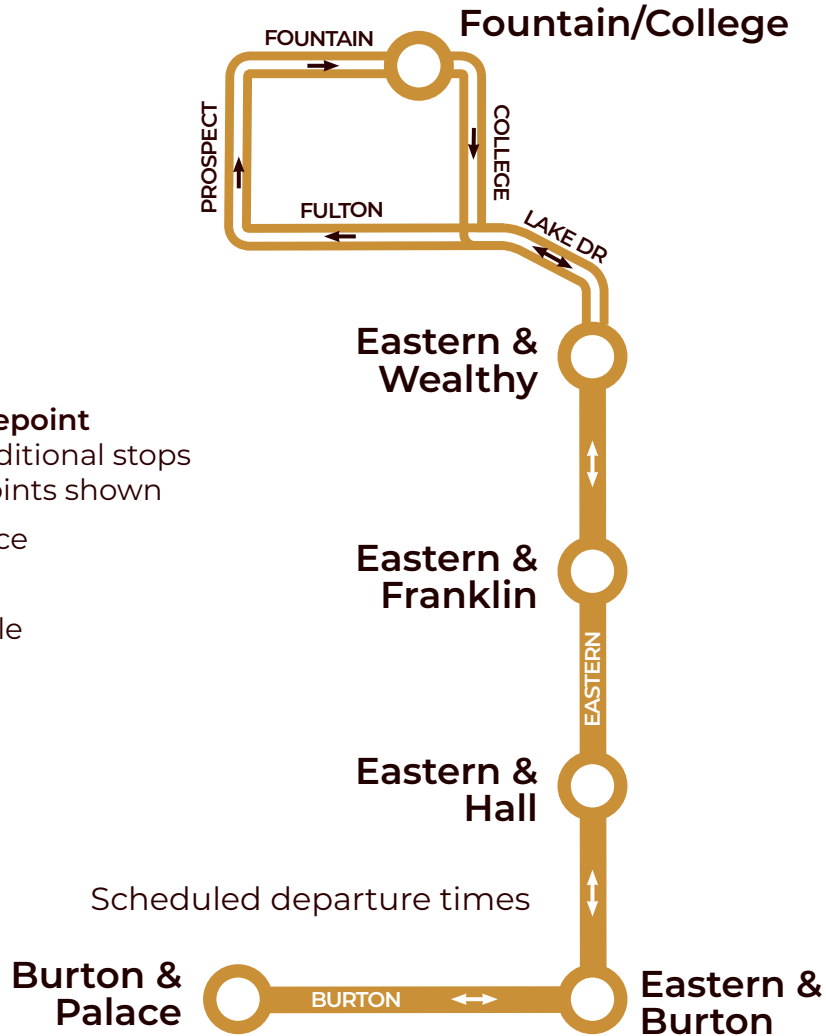 Fountain/College
FOUNTAIN
PROSPECT
COLLEGE
FULTON
LAKE DR
Eastern &
Wealthy
epoint
ditional stops
oints shown
ce
le
Eastern &
Franklin
EASTERN
Eastern &
Hall
Scheduled departure times
Burton &
Palace
BURTON
Eastern &
Burton